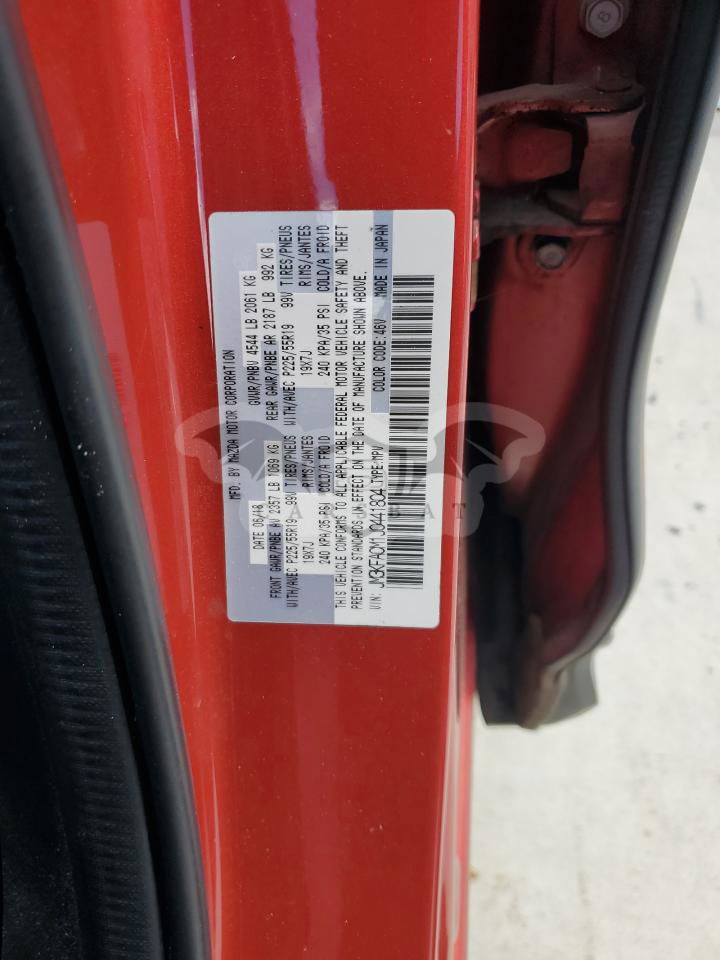 MFD. BY MAZDA MOTOR CORPORATION
DATE 06/18 GVWR/PNBV 4544 LB 2061 KG
FRONT GAWR/PNBE AV 2357 LB 1069 KG REAR GAWR/PNBE AR 2187 LB 992 KG
WITH/AVEC P225/55R19 99V TIRES/PNEUS WITH/AVEC P225/55R19 99V TIRES/PNEUS
19X7J RIMS/JANTES 19X7J RIMS/JANTES
240 KPA/35 PSI COLD/A FROID 240 KPA/35 PSI COLD/A FROID
THIS VEHICLE CONFORMS TO ALL APPLICABLE FEDERAL MOTOR VEHICLE SAFETY AND THEFT
PREVENTION STANDARDS IN EFFECT ON THE DATE OF MANUFACTURE SHOWN ABOVE.
VIN: JM3KFACM1J0441804 TYPE:MPV COLOR CODE:46V MADE IN JAPAN
8